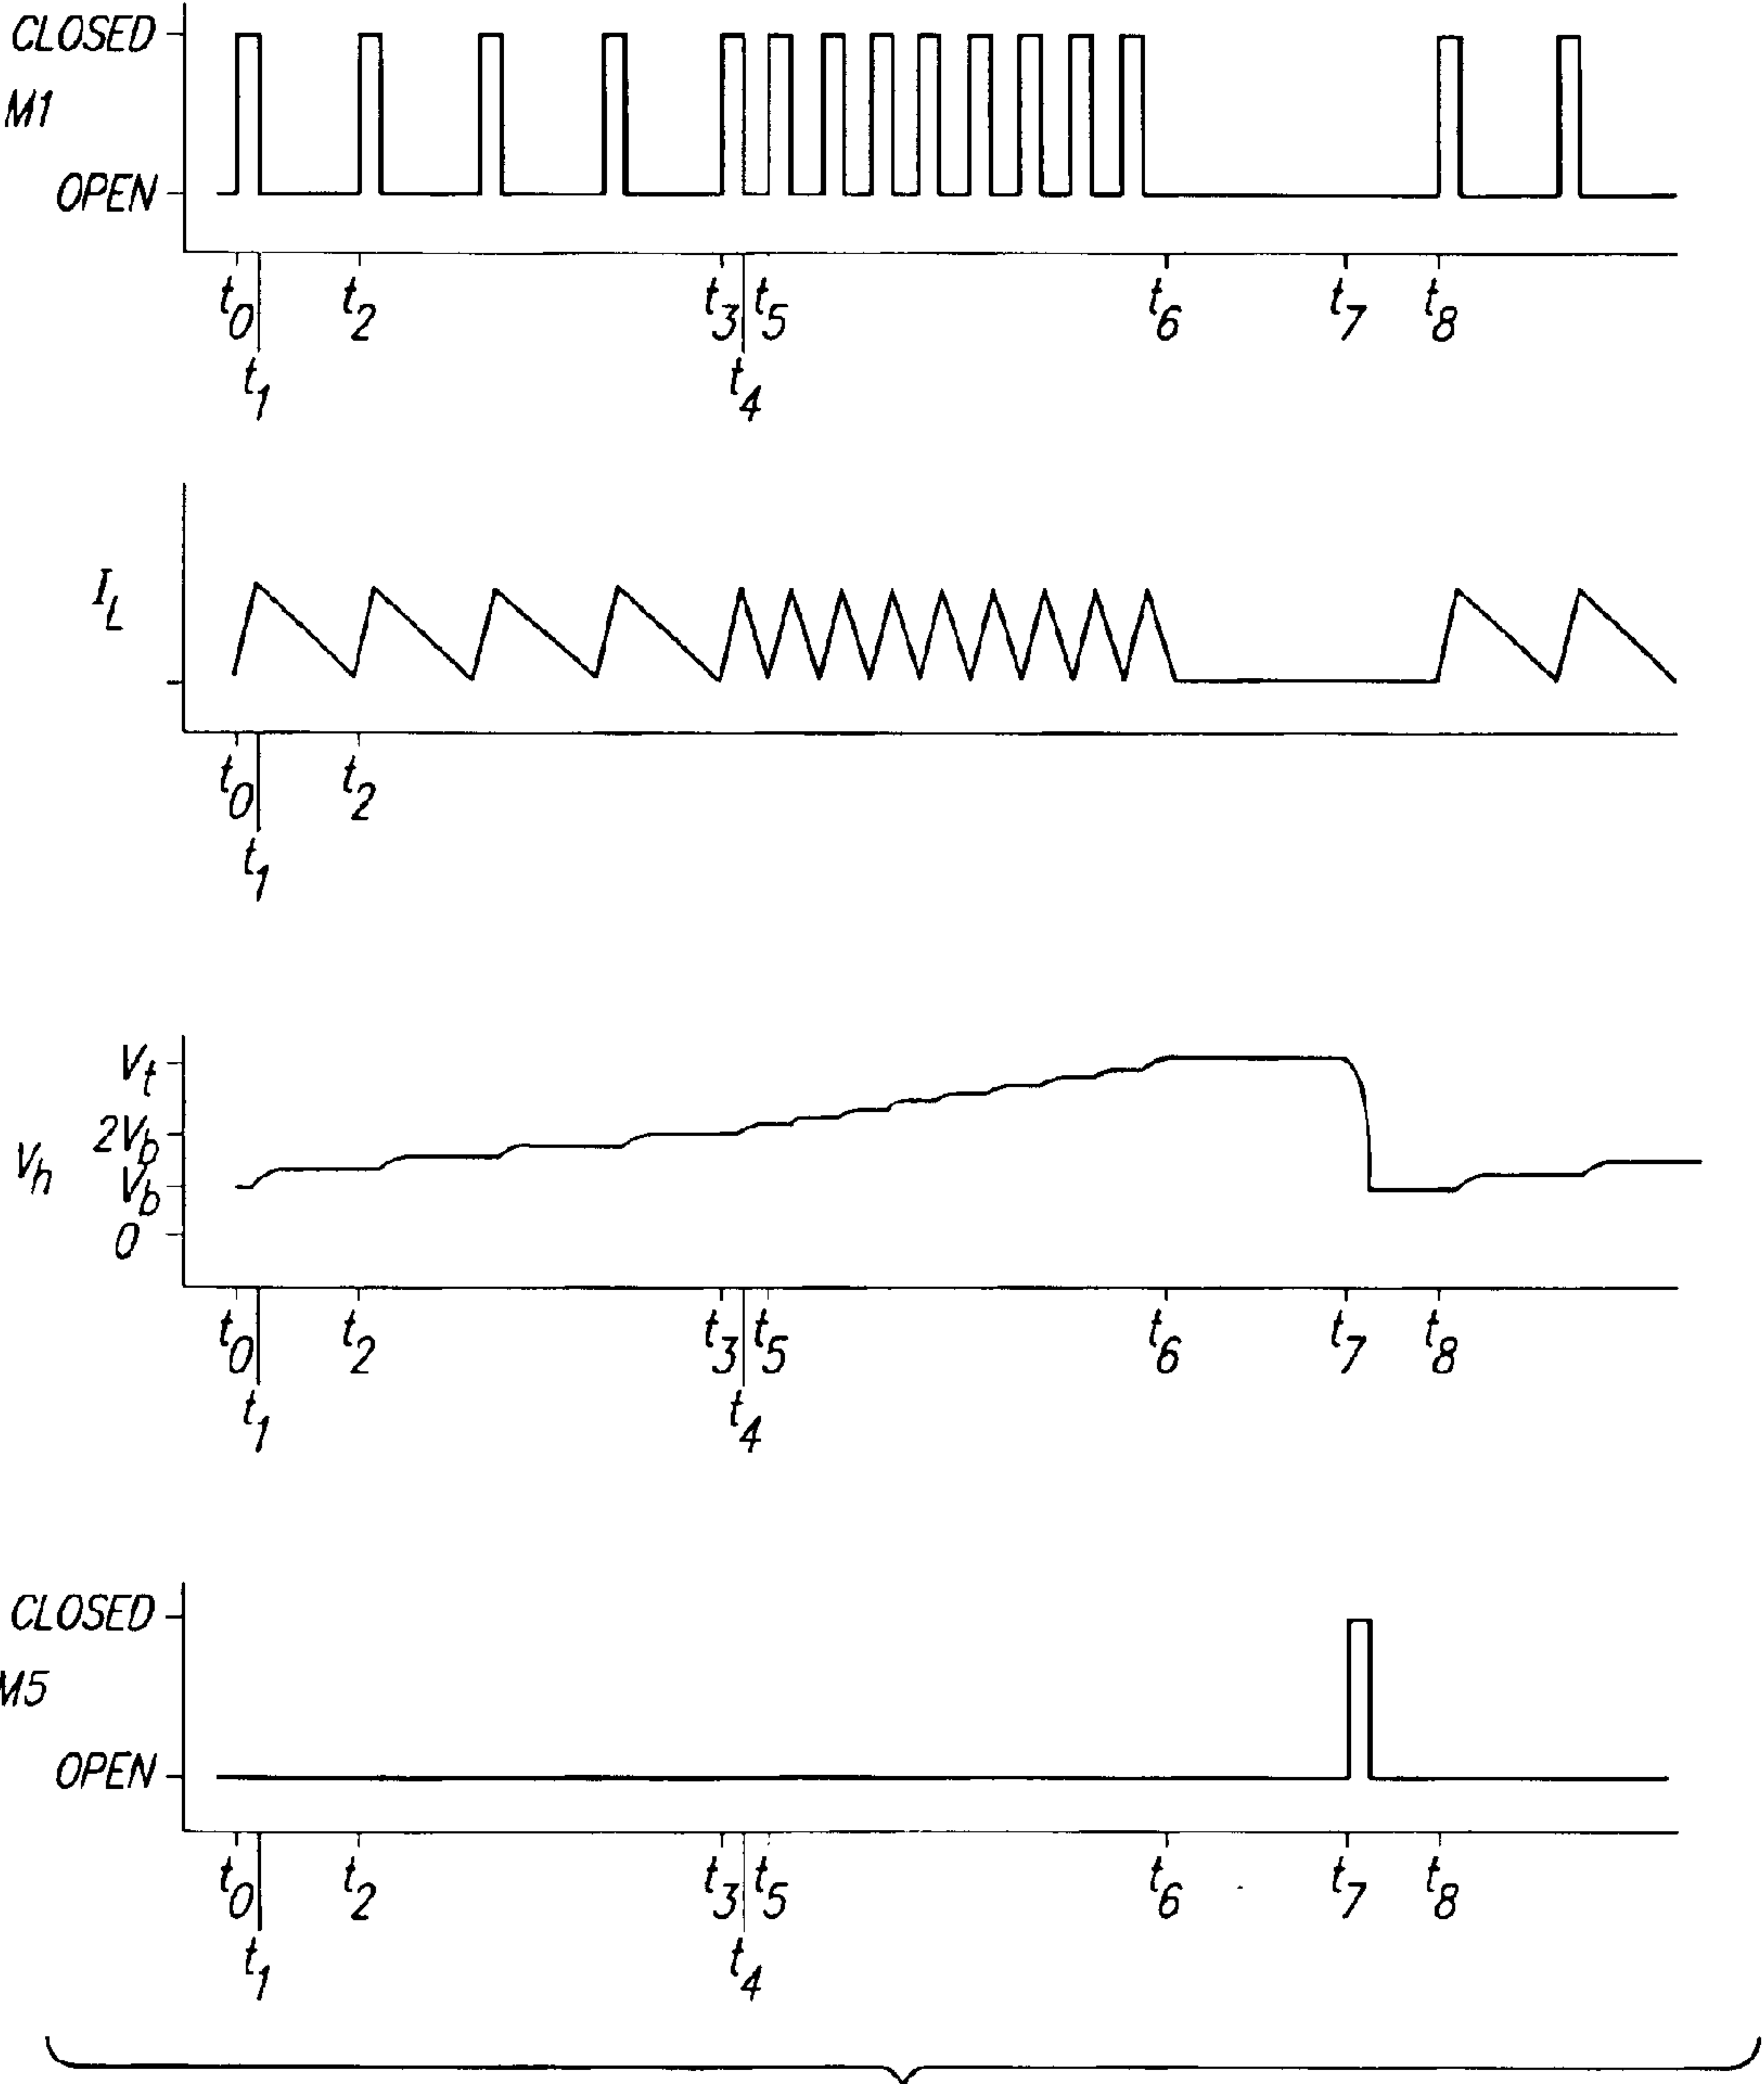 CLOSED
M1
OPEN
t0 t2 t3 t5 t6 t7 t8
t1 t4
IL
t0 t2
t1
Vt
2Vb
Vh
Vb
0
t0 t2 t3 t5 t6 t7 t8
t1 t4
CLOSED
M5
OPEN
t0 t2 t3 t5 t6 t7 t8
t1 t4